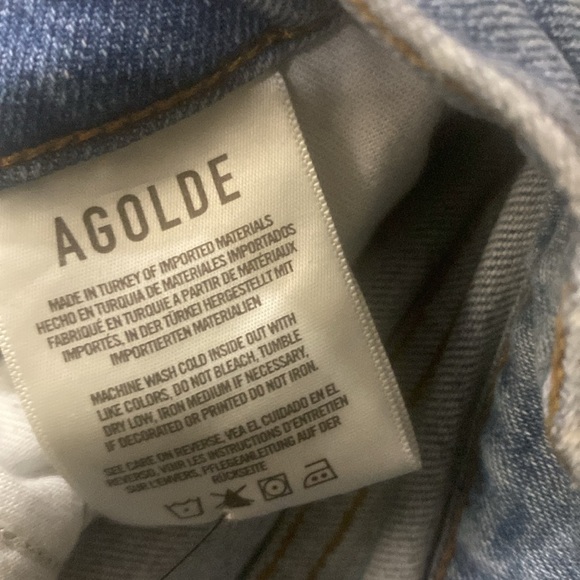 AGOLDE
MADE IN TURKEY OF IMPORTED MATERIALS
HECHO EN TURQUIA DE MATERIALES IMPORTADOS
FABRIQUE EN TURQUIE A PARTIR DE MATÉRIAUX
IMPORTÉS, IN DER TÜRKEI HERGESTELLT MIT
IMPORTIERTEN MATERIALIEN
MACHINE WASH COLD INSIDE OUT WITH
LIKE COLORS, DO NOT BLEACH, TUMBLE
DRY LOW, IRON MEDIUM IF NECESSARY,
IF DECORATED OR PRINTED DO NOT IRON.
SEE CARE ON REVERSE, VEA EL CUIDADO EN EL
REVERSO, VOIR LES INSTRUCTIONS D'ENTRETIEN
SUR L'ENVERS, PFLEGEANLEITUNG AUF DER
RÜCKSEITE